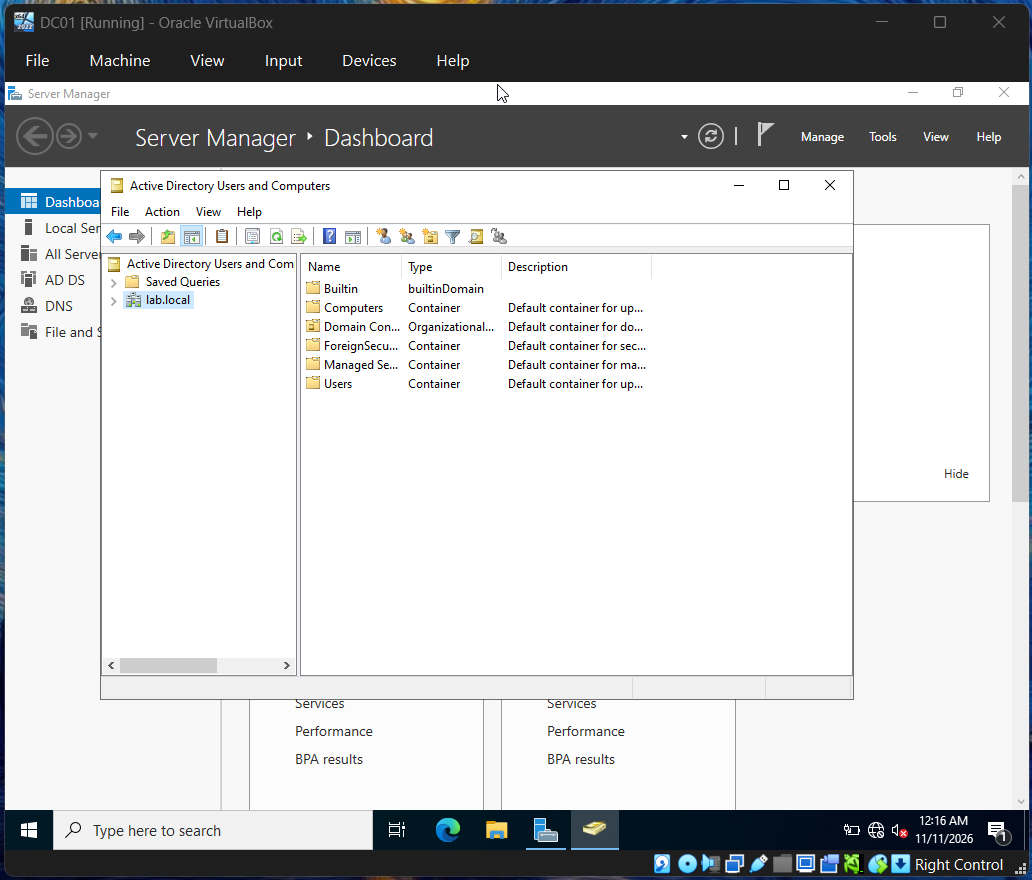 DC01 [Running] - Oracle VirtualBox
File Machine View Input Devices Help
Server Manager
Server Manager Dashboard
Manage Tools View Help
Dashboa
Local Ser
All Server
AD DS
DNS
File and S
Active Directory Users and Computers
File Action View Help
Active Directory Users and Com
Saved Queries
lab.local
Name Type Description
Builtin builtinDomain
Computers Container Default container for up...
Domain Con... Organizational... Default container for do...
ForeignSecu... Container Default container for sec...
Managed Se... Container Default container for ma...
Users Container Default container for up...
Hide
Services Services
Performance Performance
BPA results BPA results
Type here to search
12:16 AM
11/11/2026
1
Right Control